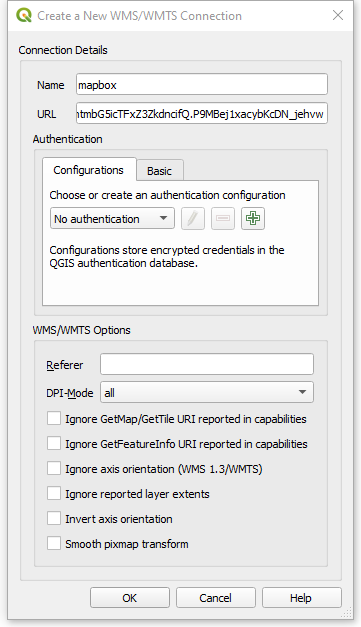 Create a New WMS/WMTS Connection
Connection Details
Name mapbox
URL ntmbG5icTFxZ3ZkdncifQ.P9MBej1xacybKcDN_jehvw
Authentication
Configurations Basic
Choose or create an authentication configuration
No authentication
Configurations store encrypted credentials in the
QGIS authentication database.
WMS/WMTS Options
Referer
DPI-Mode all
Ignore GetMap/GetTile URI reported in capabilities
Ignore GetFeatureInfo URI reported in capabilities
Ignore axis orientation (WMS 1.3/WMTS)
Ignore reported layer extents
Invert axis orientation
Smooth pixmap transform
OK Cancel Help